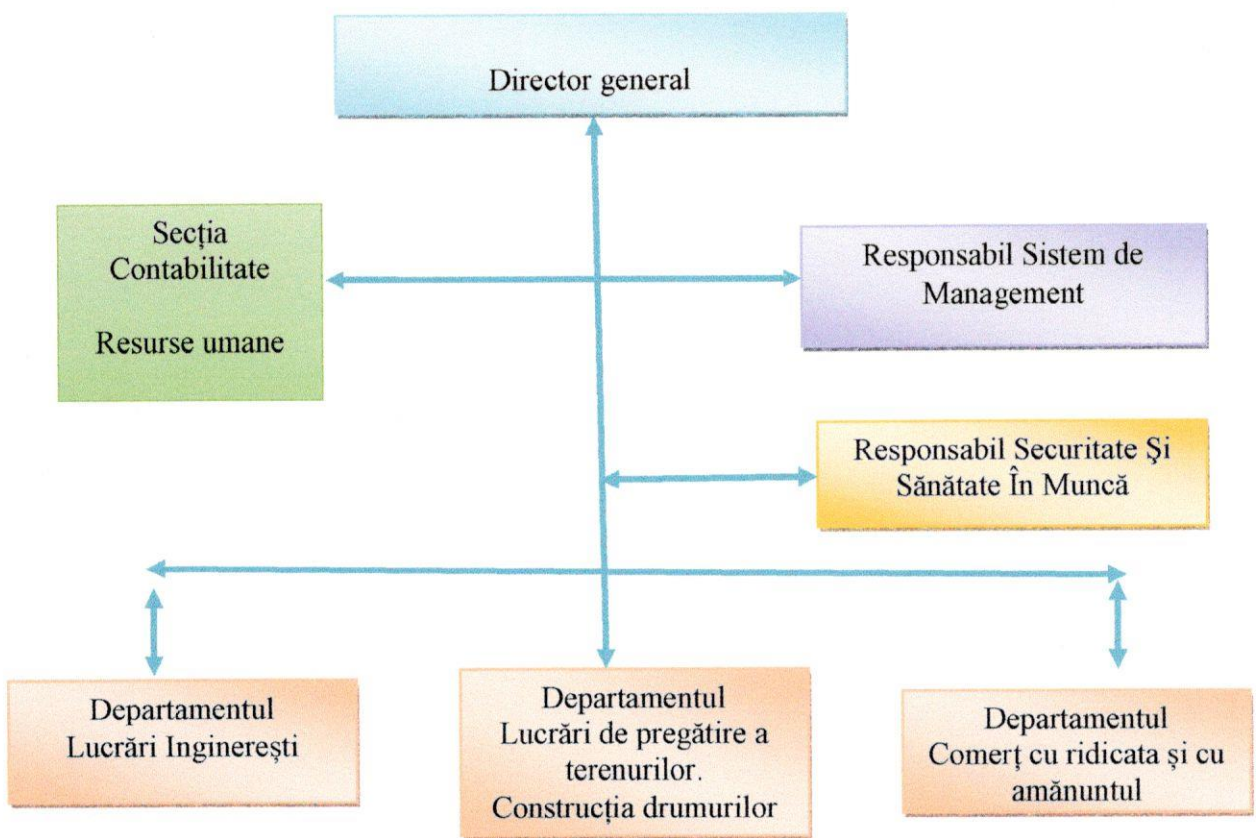 Director general
Secția
Contabilitate
Resurse umane
Responsabil Sistem de
Management
Responsabil Securitate Şi
Sănătate În Muncă
Departamentul
Lucrări Inginerești
Departamentul
Lucrări de pregătire a
terenurilor.
Construcția drumurilor
Departamentul
Comerț cu ridicata și cu
amănuntul